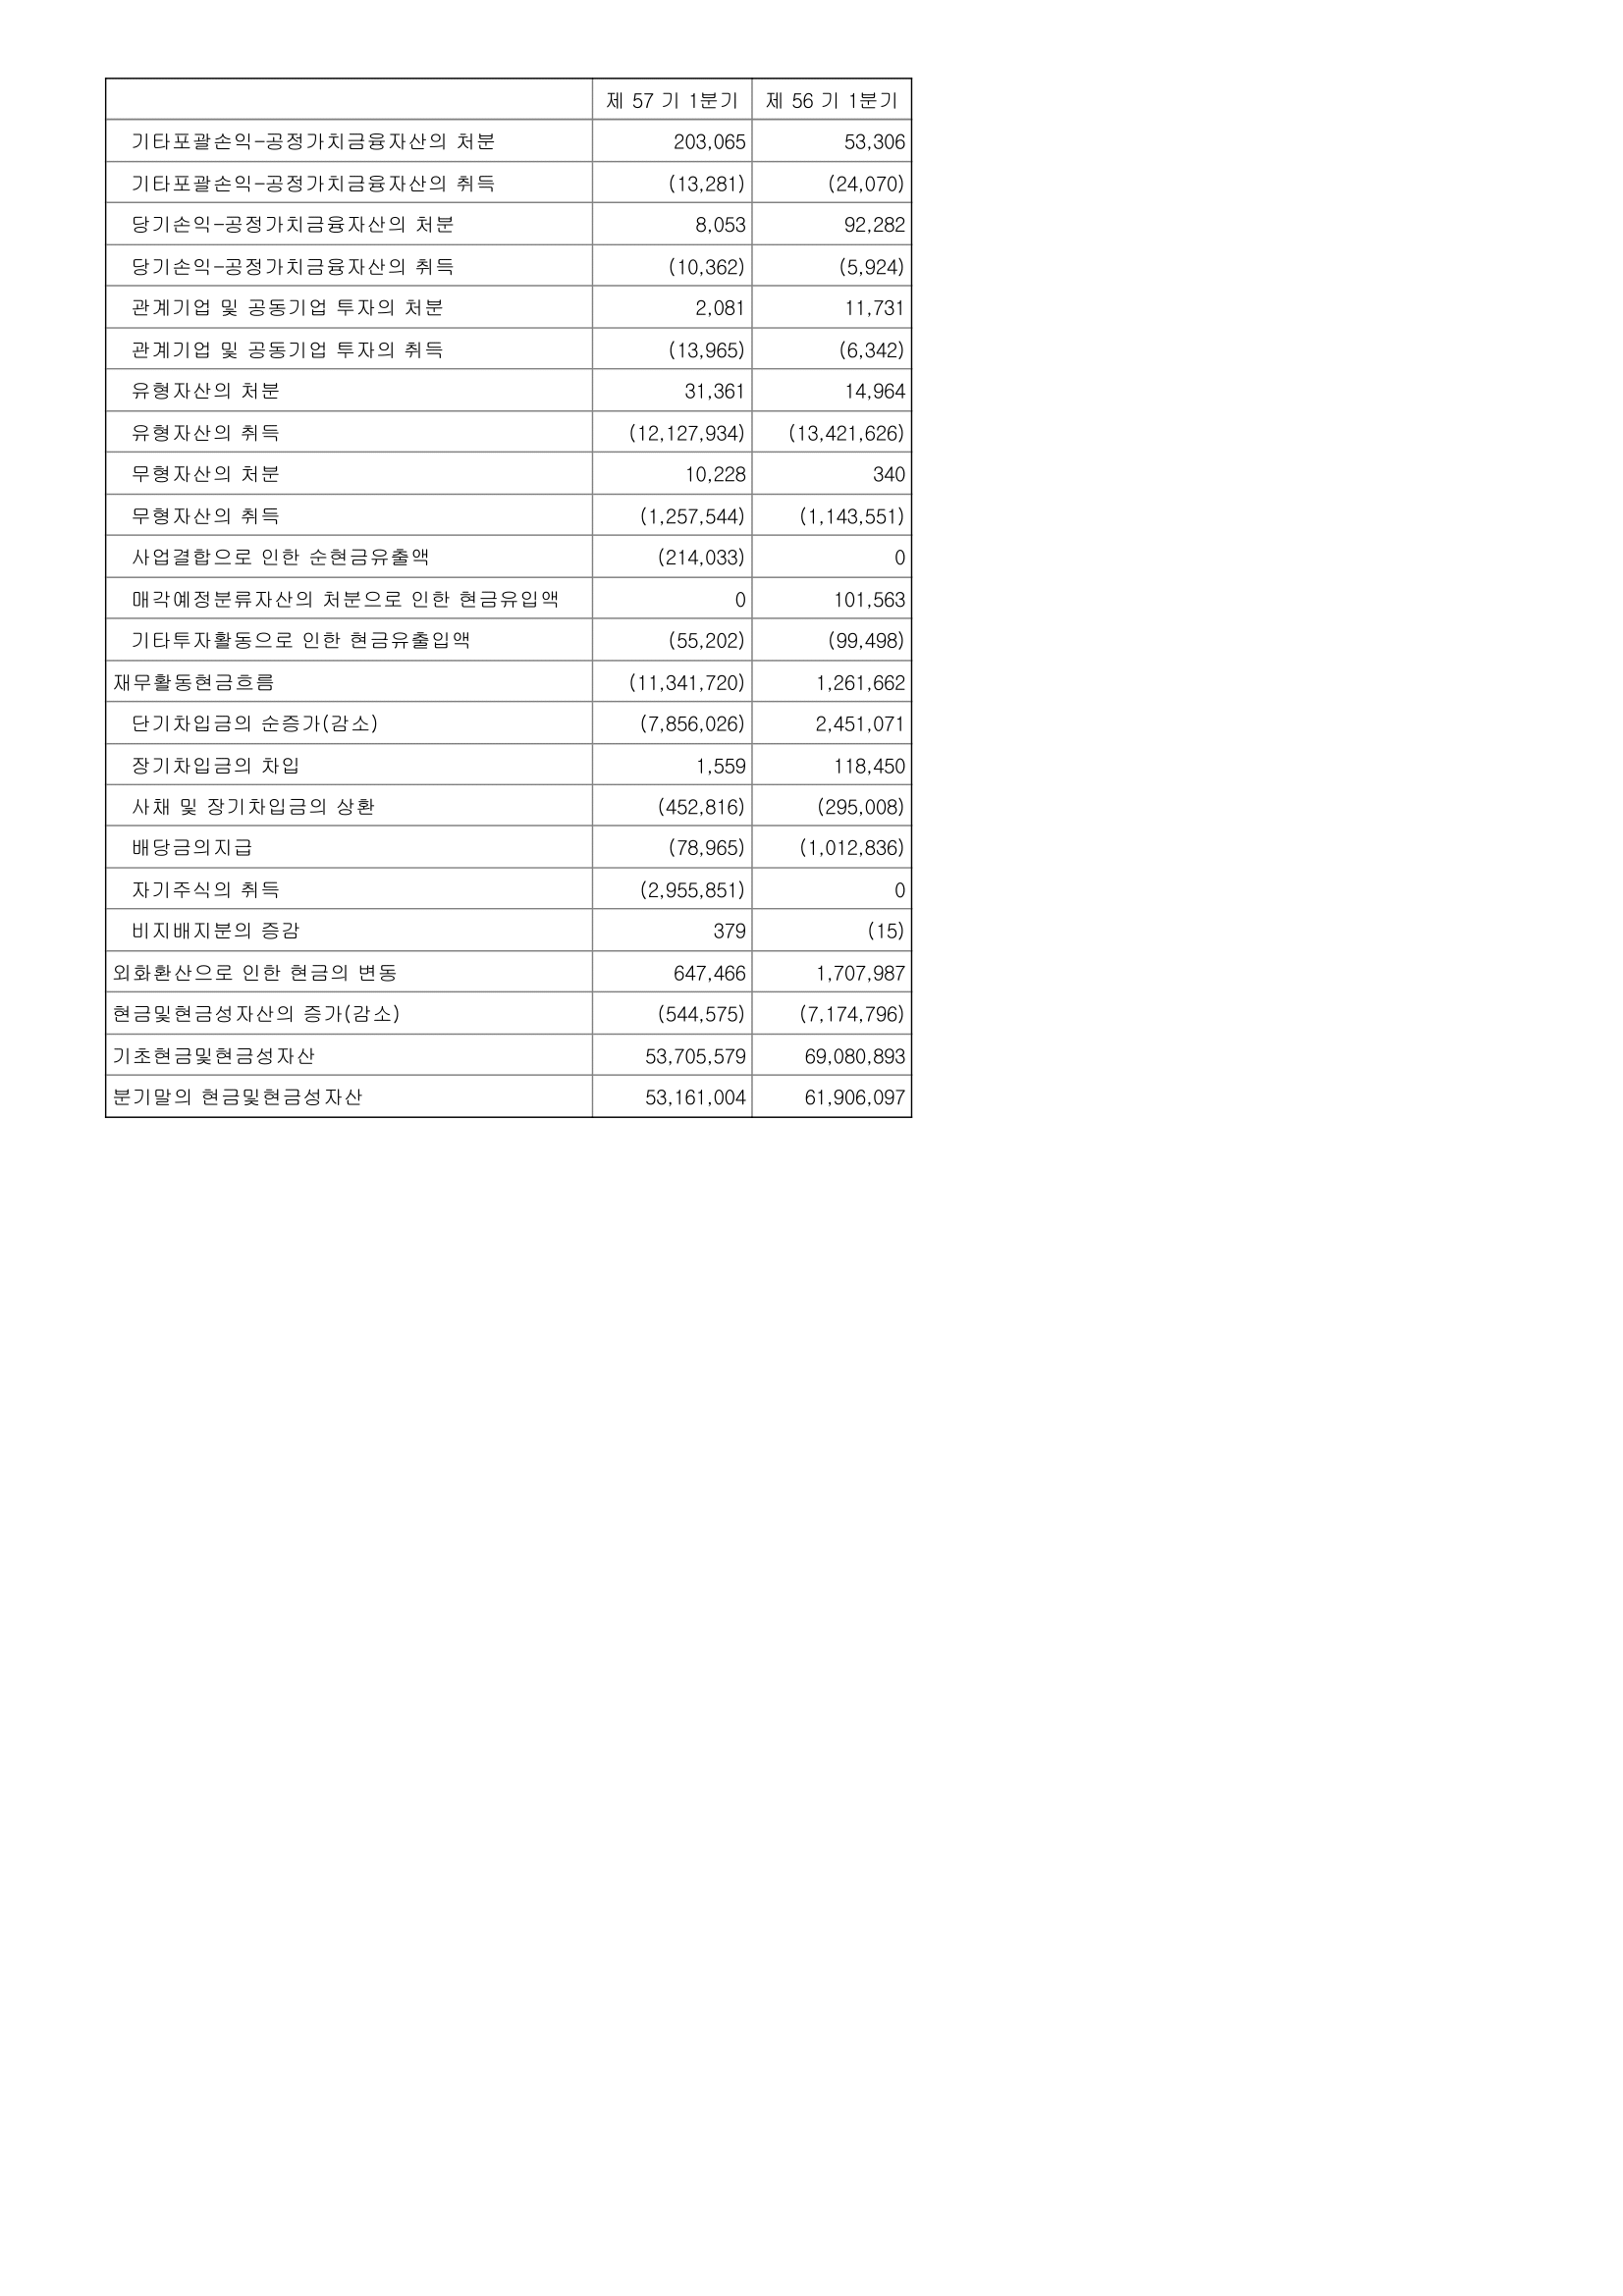 제 57 기 1분기 제 56 기 1분기
기타포괄손익-공정가치금융자산의 처분 203,065 53,306
기타포괄손익-공정가치금융자산의 취득 (13,281) (24,070)
당기손익-공정가치금융자산의 처분 8,053 92,282
당기손익-공정가치금융자산의 취득 (10,362) (5,924)
관계기업 및 공동기업 투자의 처분 2,081 11,731
관계기업 및 공동기업 투자의 취득 (13,965) (6,342)
유형자산의 처분 31,361 14,964
유형자산의 취득 (12,127,934) (13,421,626)
무형자산의 처분 10,228 340
무형자산의 취득 (1,257,544) (1,143,551)
사업결합으로 인한 순현금유출액 (214,033) 0
매각예정분류자산의 처분으로 인한 현금유입액 0 101,563
기타투자활동으로 인한 현금유출입액 (55,202) (99,498)
재무활동현금흐름 (11,341,720) 1,261,662
단기차입금의 순증가(감소) (7,856,026) 2,451,071
장기차입금의 차입 1,559 118,450
사채 및 장기차입금의 상환 (452,816) (295,008)
배당금의지급 (78,965) (1,012,836)
자기주식의 취득 (2,955,851) 0
비지배지분의 증감 379 (15)
외화환산으로 인한 현금의 변동 647,466 1,707,987
현금및현금성자산의 증가(감소) (544,575) (7,174,796)
기초현금및현금성자산 53,705,579 69,080,893
분기말의 현금및현금성자산 53,161,004 61,906,097